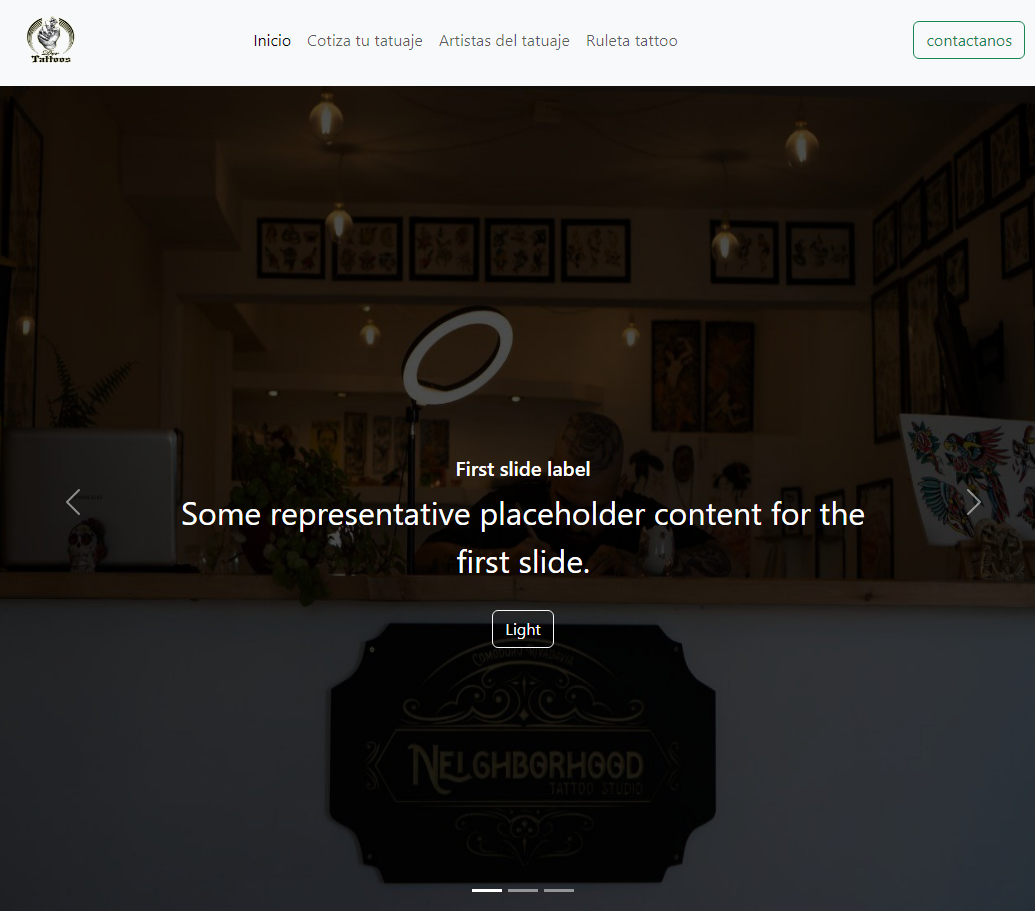 Der
Tattoos
Inicio
Cotiza tu tatuaje
Artistas del tatuaje
Ruleta tattoo
contactanos
First slide label
Some representative placeholder content for the
first slide.
Light
NEIGHBORHOOD
TATTOO STUDIO